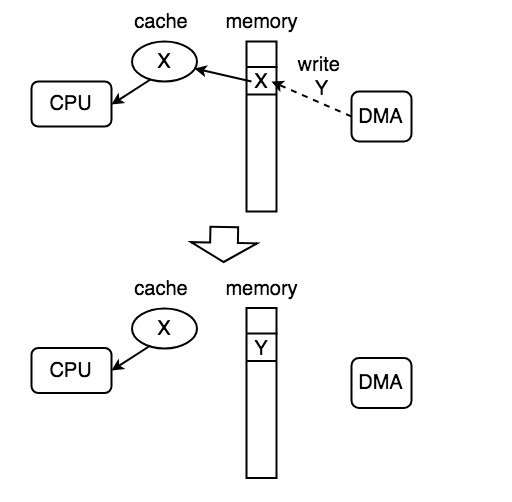 cache
memory
X
write
X
Y
CPU
DMA
cache
memory
X
Y
CPU
DMA